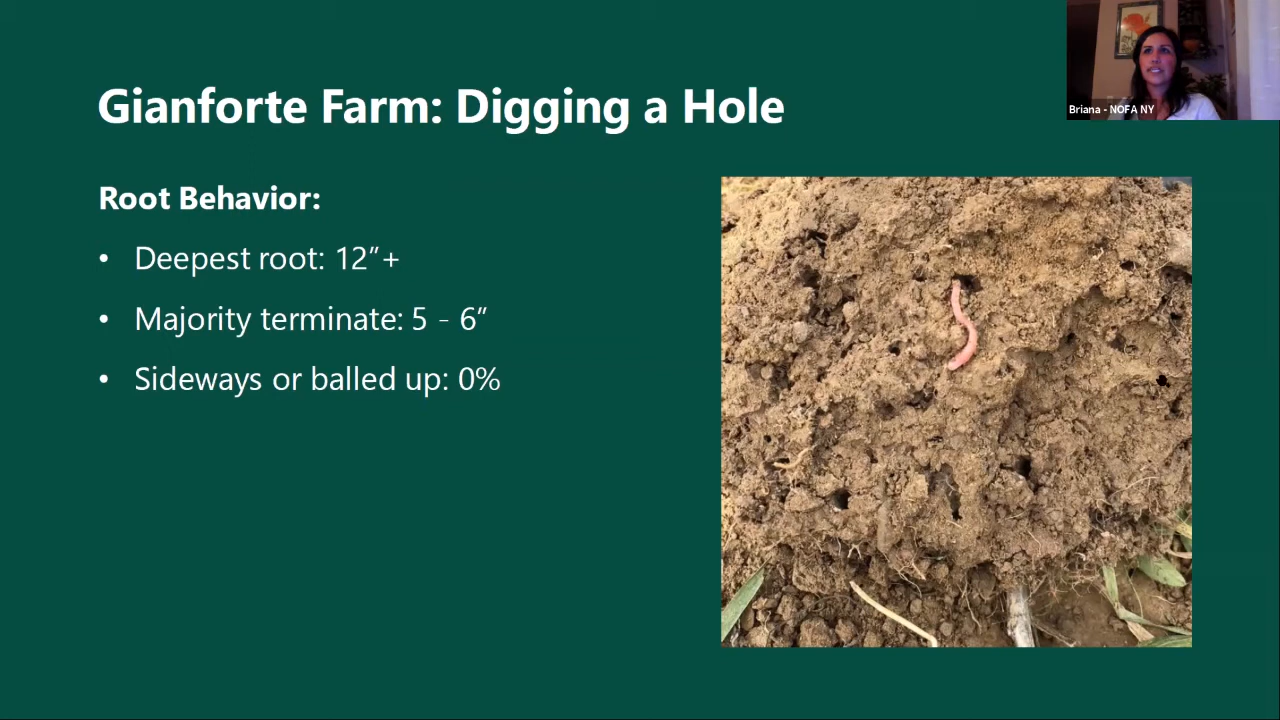 Gianforte Farm: Digging a Hole
Briana - NOFA NY
Root Behavior:
• Deepest root: 12”+
• Majority terminate: 5 - 6”
• Sideways or balled up: 0%